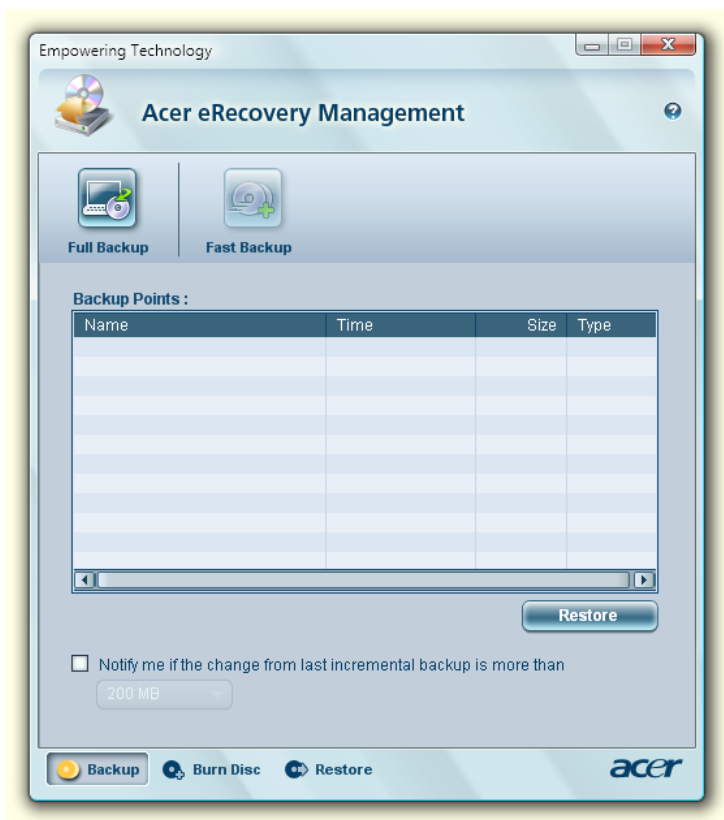 Empowering Technology
Acer eRecovery Management
Full Backup
Fast Backup
Backup Points :
Name Time Size Type
Restore
Notify me if the change from last incremental backup is more than
200 MB
Backup Burn Disc Restore
acer